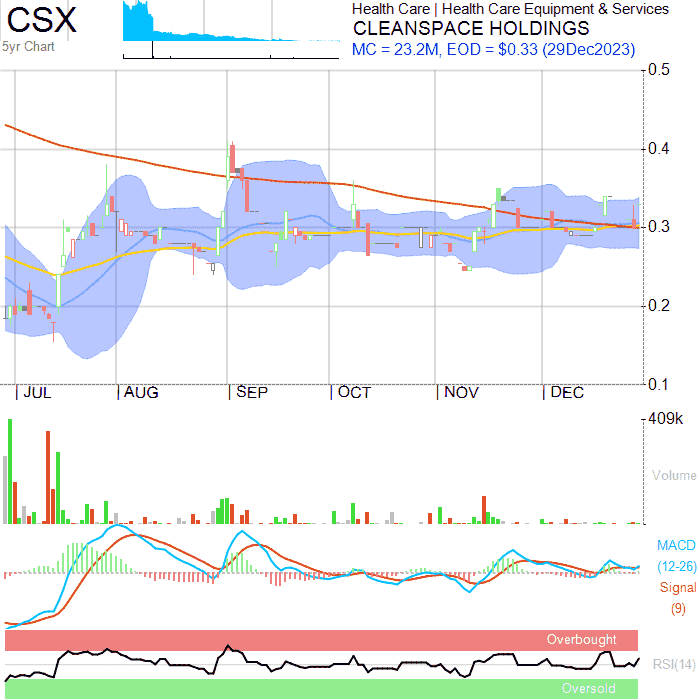 CSX
5yr Chart
Health Care | Health Care Equipment & Services
CLEANSPACE HOLDINGS
MC = 23.2M, EOD = $0.33 (29Dec2023)
0.5
0.4
0.3
0.2
0.1
|JUL |AUG |SEP |OCT |NOV |DEC
409k
Volume
MACD
(12-26)
Signal
(9)
Overbought
RSI(14)
Oversold